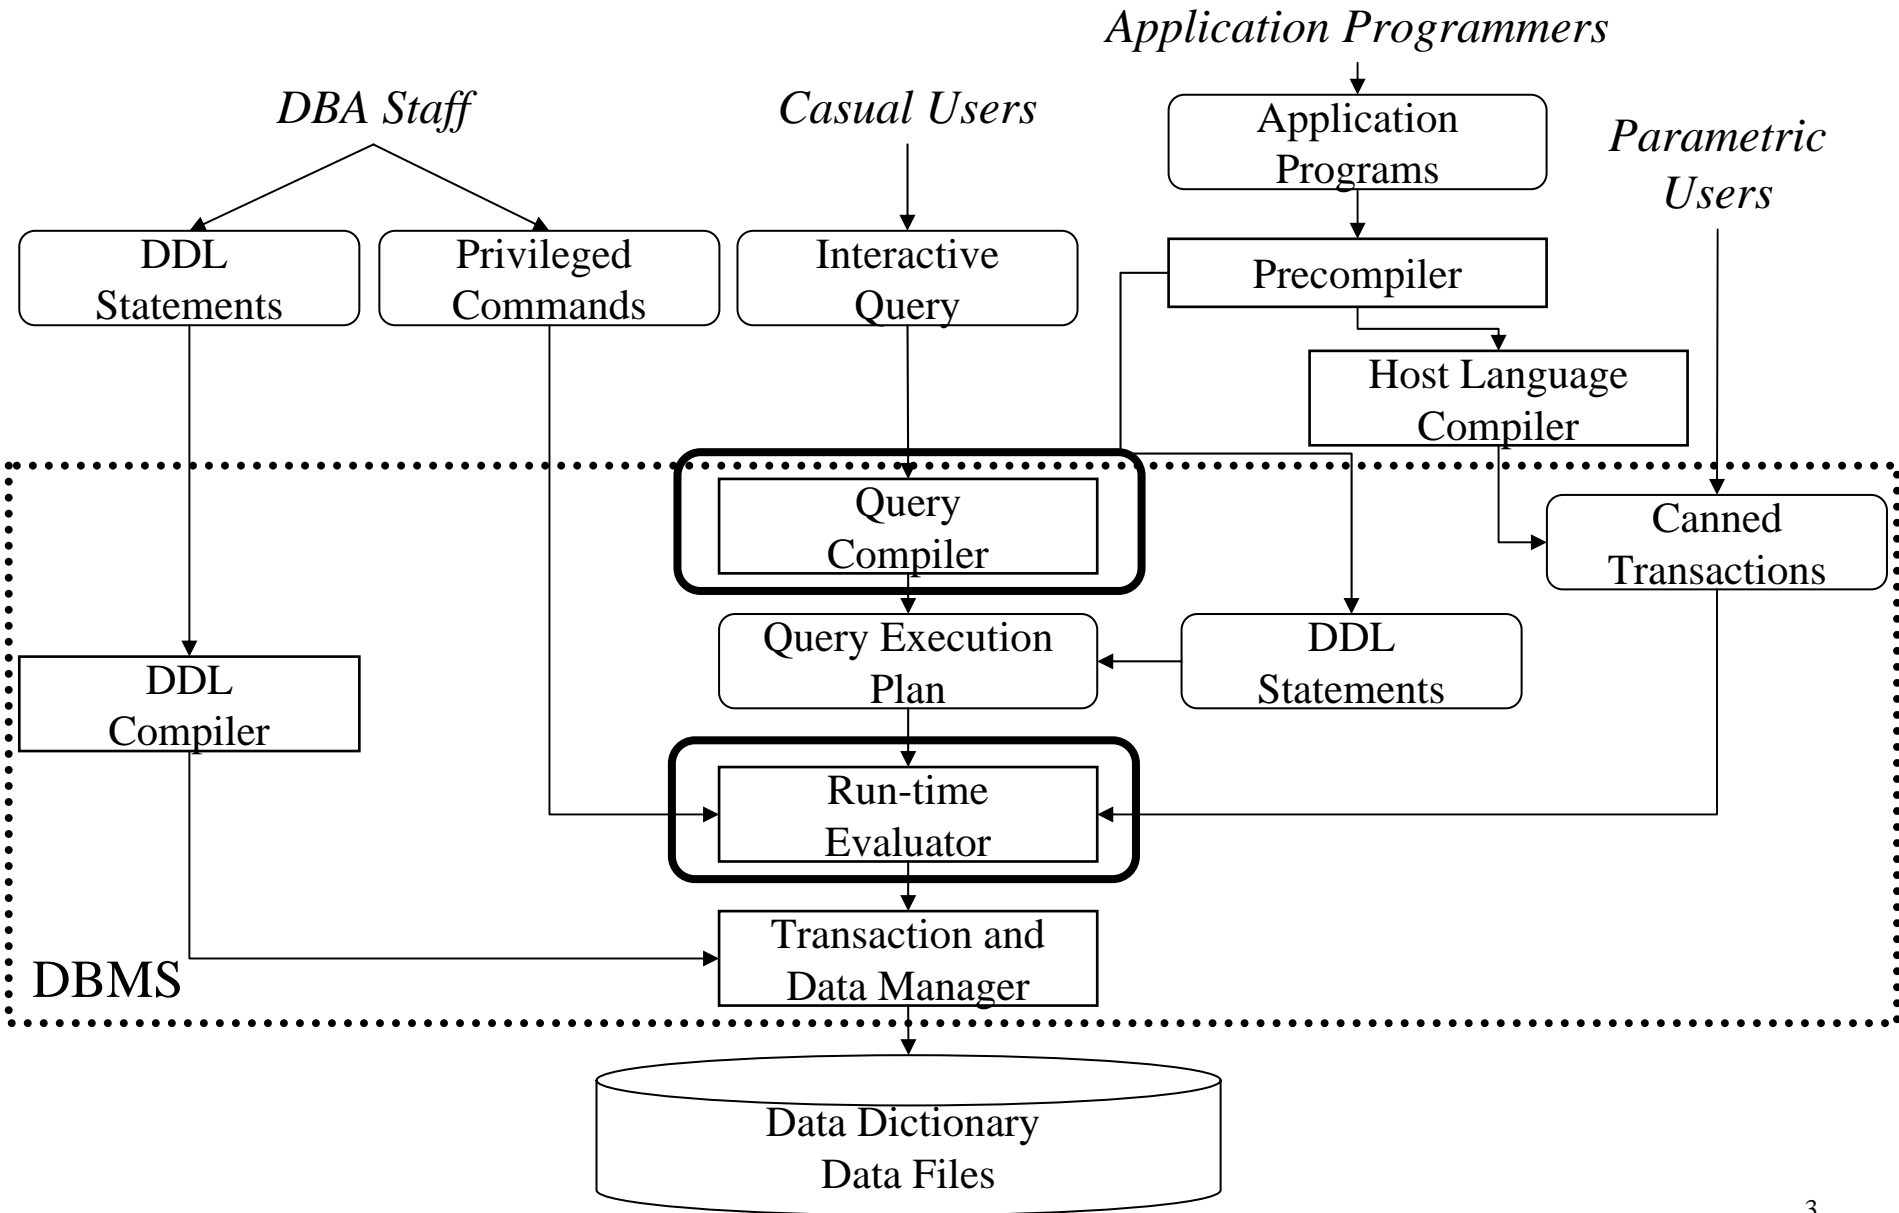 Application Programmers
DBA Staff
Casual Users
Application
Programs
Parametric
Users
DDL
Statements
Privileged
Commands
Interactive
Query
Precompiler
Host Language
Compiler
Query
Compiler
Canned
Transactions
Query Execution
Plan
DDL
Statements
DDL
Compiler
Run-time
Evaluator
Transaction and
Data Manager
DBMS
Data Dictionary
Data Files
3